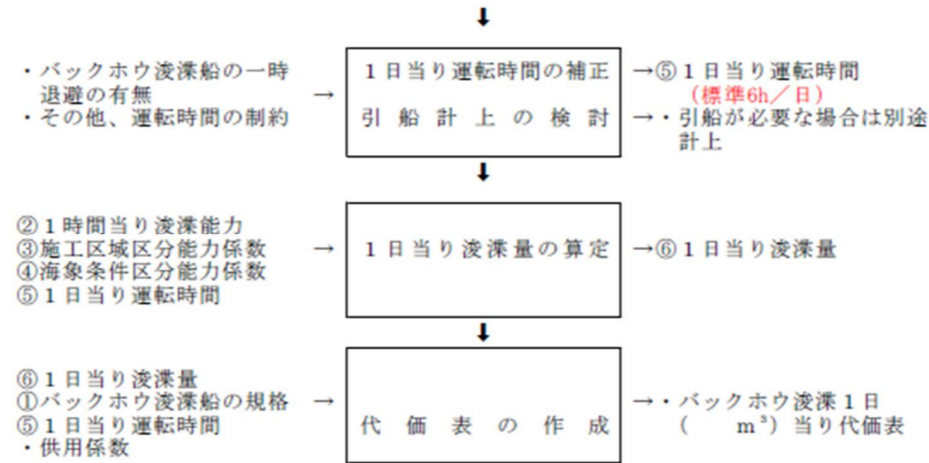 ⬇
・バックホウ浚渫船の一時
退避の有無
・その他、運転時間の制約
→
1日当り運転時間の補正
引船計上の検討
→⑤1日当り運転時間
(標準6h/日)
→・引船が必要な場合は別途
計上
⬇
②1時間当り浚渫能力
③施工区域区分能力係数
④海象条件区分能力係数
⑤1日当り運転時間
→
1日当り浚渫量の算定
→⑥1日当り浚渫量
⬇
⑥1日当り浚渫量
①バックホウ浚渫船の規格
⑤1日当り運転時間
・供用係数
→
代価表の作成
→・バックホウ浚渫1日
(　　m³)当り代価表